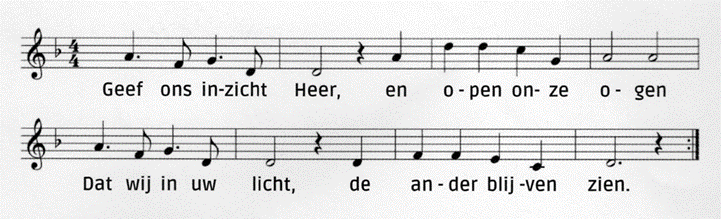 Geef ons in-zicht Heer, en o - pen on- ze o - gen
Dat wij in uw licht, de an - der blij -ven zien.